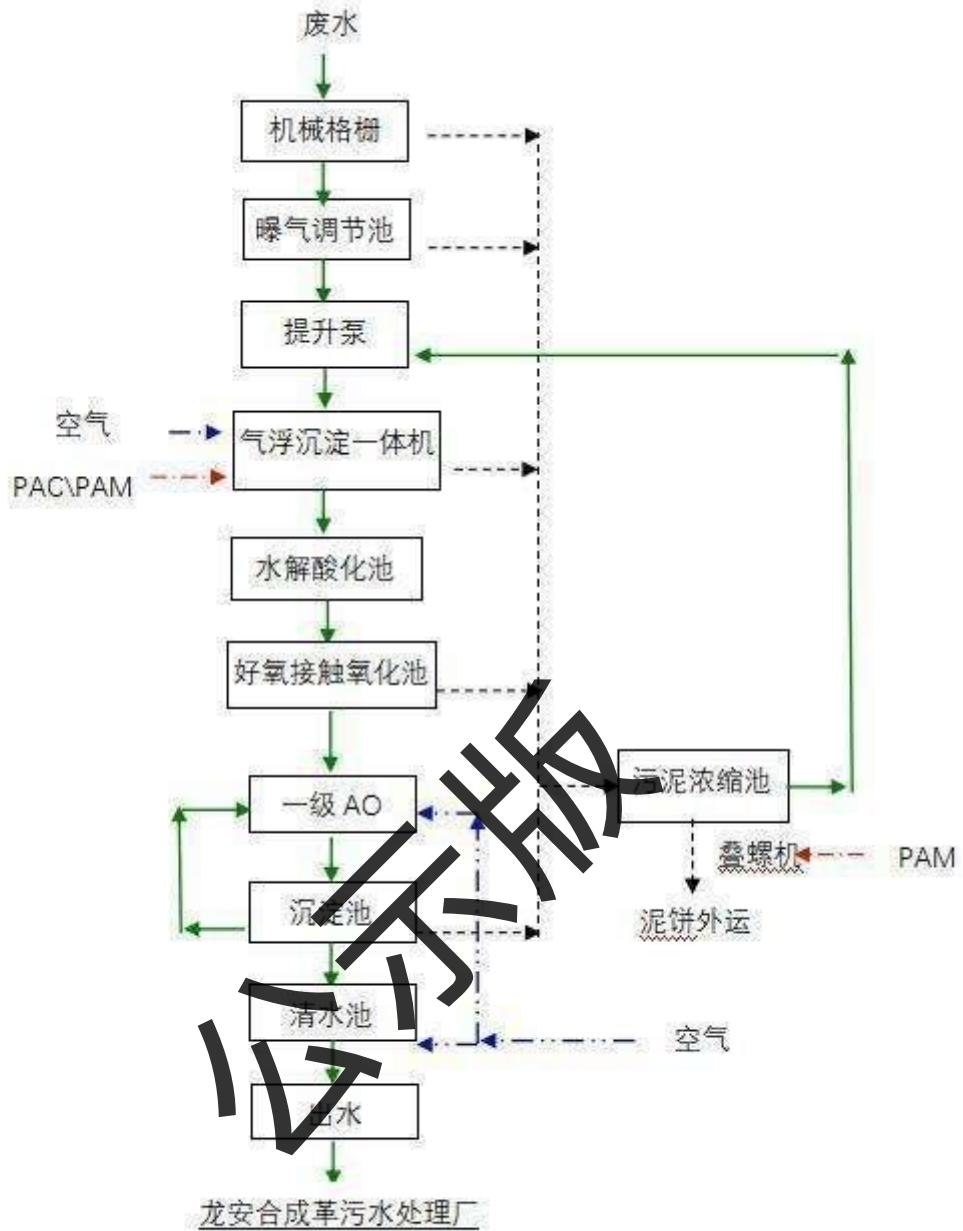 废水
机械格栅
曝气调节池
提升泵
空气
气浮沉淀一体机
PAC\PAM
水解酸化池
好氧接触氧化池
一级 AO
污泥浓缩池
叠螺机
PAM
沉淀池
泥饼外运
清水池
空气
出水
龙安合成革污水处理厂
公示版